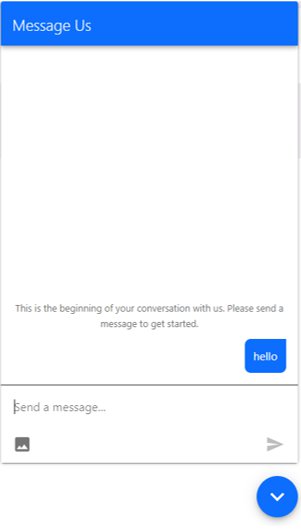 Message Us
This is the beginning of your conversation with us. Please send a
message to get started.
hello
Send a message...